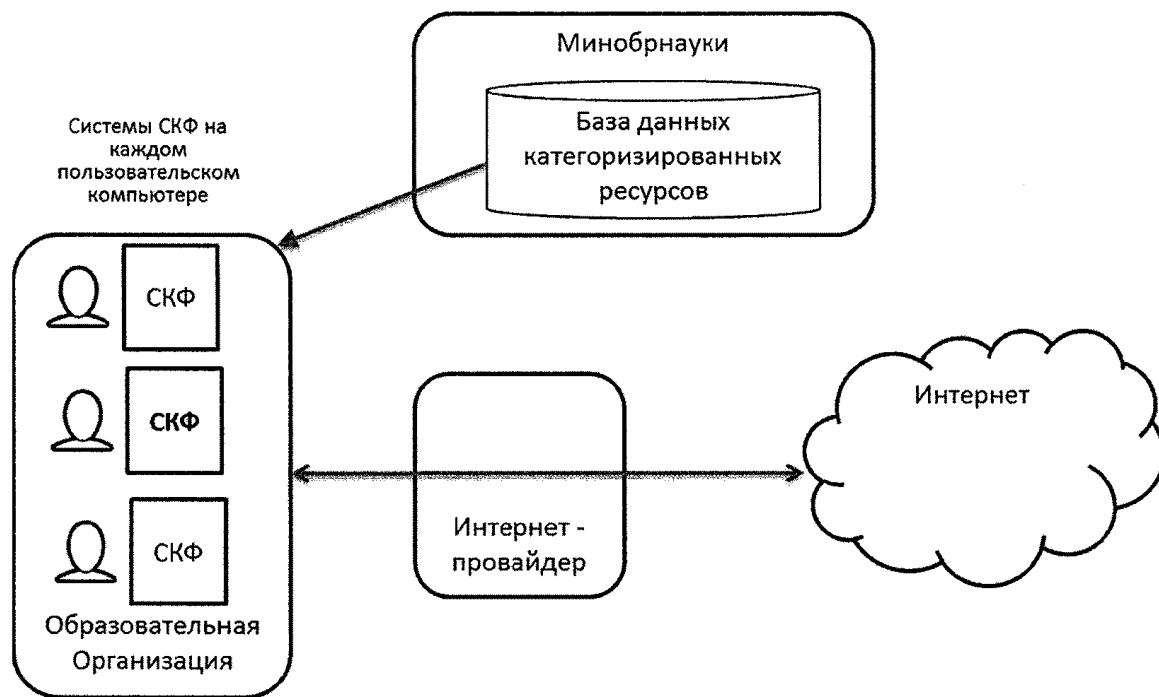 Минобрнауки
База данных
категоризированных
ресурсов
Системы СКФ на
каждом
пользовательском
компьютере
СКФ
СКФ
СКФ
Образовательная
Организация
Интернет -
провайдер
Интернет